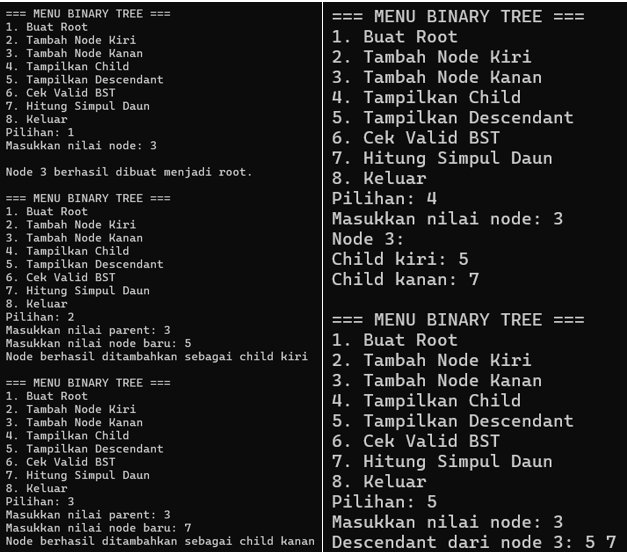 === MENU BINARY TREE ===
1. Buat Root
2. Tambah Node Kiri
3. Tambah Node Kanan
4. Tampilkan Child
5. Tampilkan Descendant
6. Cek Valid BST
7. Hitung Simpul Daun
8. Keluar
Pilihan: 1
Masukkan nilai node: 3
Node 3 berhasil dibuat menjadi root.
=== MENU BINARY TREE ===
1. Buat Root
2. Tambah Node Kiri
3. Tambah Node Kanan
4. Tampilkan Child
5. Tampilkan Descendant
6. Cek Valid BST
7. Hitung Simpul Daun
8. Keluar
Pilihan: 2
Masukkan nilai parent: 3
Masukkan nilai node baru: 5
Node berhasil ditambahkan sebagai child kiri
=== MENU BINARY TREE ===
1. Buat Root
2. Tambah Node Kiri
3. Tambah Node Kanan
4. Tampilkan Child
5. Tampilkan Descendant
6. Cek Valid BST
7. Hitung Simpul Daun
8. Keluar
Pilihan: 3
Masukkan nilai parent: 3
Masukkan nilai node baru: 7
Node berhasil ditambahkan sebagai child kanan
=== MENU BINARY TREE ===
1. Buat Root
2. Tambah Node Kiri
3. Tambah Node Kanan
4. Tampilkan Child
5. Tampilkan Descendant
6. Cek Valid BST
7. Hitung Simpul Daun
8. Keluar
Pilihan: 4
Masukkan nilai node: 3
Node 3:
Child kiri: 5
Child kanan: 7
=== MENU BINARY TREE ===
1. Buat Root
2. Tambah Node Kiri
3. Tambah Node Kanan
4. Tampilkan Child
5. Tampilkan Descendant
6. Cek Valid BST
7. Hitung Simpul Daun
8. Keluar
Pilihan: 5
Masukkan nilai node: 3
Descendant dari node 3: 5 7